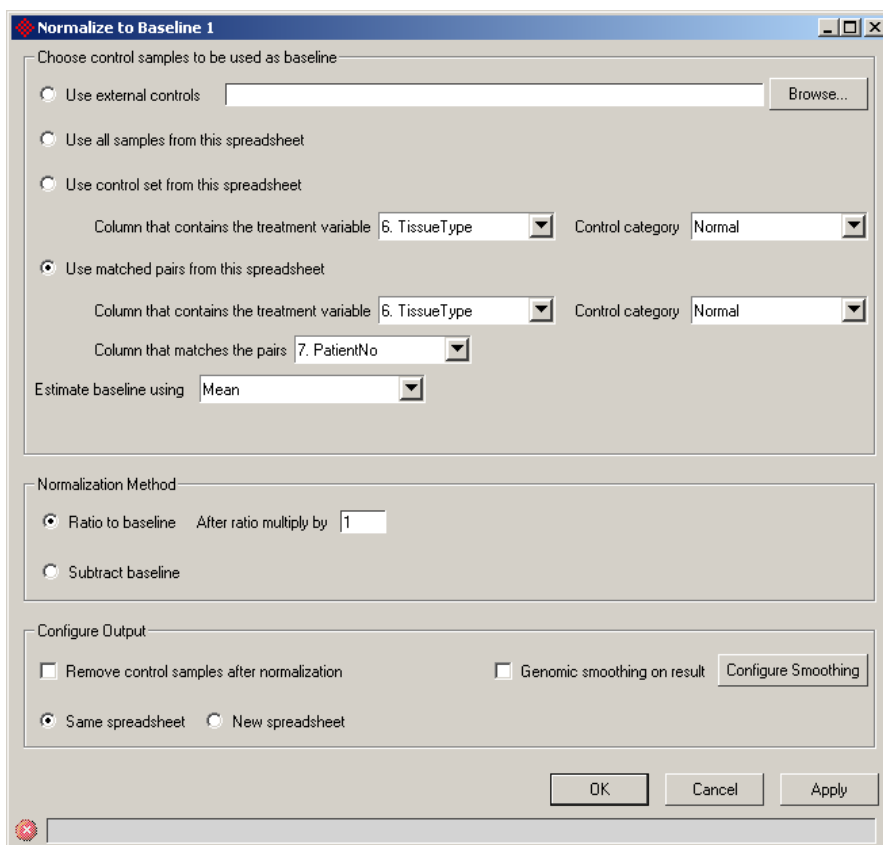 Normalize to Baseline 1
Choose control samples to be used as baseline
Use external controls Browse...
Use all samples from this spreadsheet
Use control set from this spreadsheet
Column that contains the treatment variable 6. TissueType Control category Normal
Use matched pairs from this spreadsheet
Column that contains the treatment variable 6. TissueType Control category Normal
Column that matches the pairs 7. PatientNo
Estimate baseline using Mean
Normalization Method
Ratio to baseline After ratio multiply by 1
Subtract baseline
Configure Output
Remove control samples after normalization Genomic smoothing on result Configure Smoothing
Same spreadsheet New spreadsheet
OK Cancel Apply